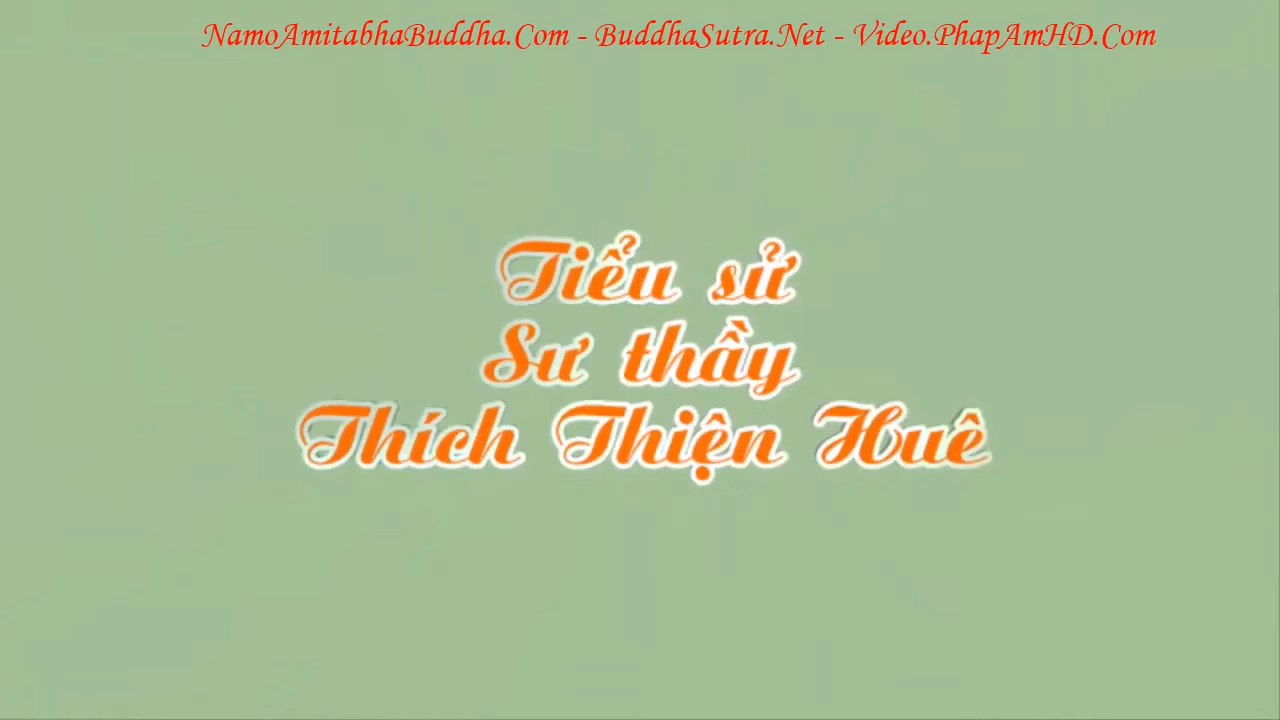 NamoAmitabhaBuddha.Com - BuddhaSutra.Net - Video.PhapAmHD.Com
Tiểu sử
Sư thầy
Thích Thiện Huê